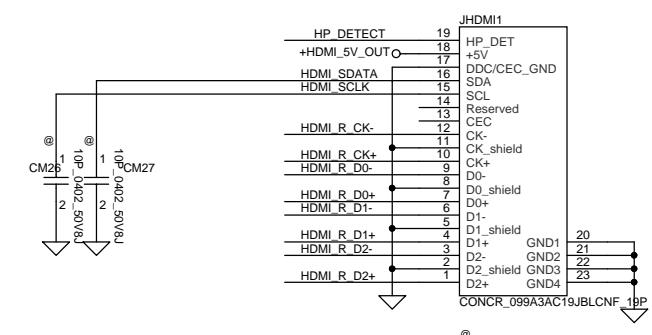 JHDMI1
HP_DETECT 19 HP_DET
+HDMI_5V_OUT 18 +5V
17 DDC/CEC_GND
HDMI_SDATA 16 SDA
HDMI_SCLK 15 SCL
14 Reserved
13 CEC
HDMI_R_CK- 12 CK-
11 CK_shield
HDMI_R_CK+ 10 CK+
HDMI_R_D0- 9 D0-
8 D0_shield
HDMI_R_D0+ 7 D0+
HDMI_R_D1- 6 D1-
5 D1_shield
HDMI_R_D1+ 4 D1+ GND1 20
HDMI_R_D2- 3 D2- GND2 21
2 D2_shield GND3 22
HDMI_R_D2+ 1 D2+ GND4 23
CONCR_099A3AC19JBLCNF_19P
@
@ @
1 1
CM26 CM27
10P_0402_50V8J 10P_0402_50V8J
2 2